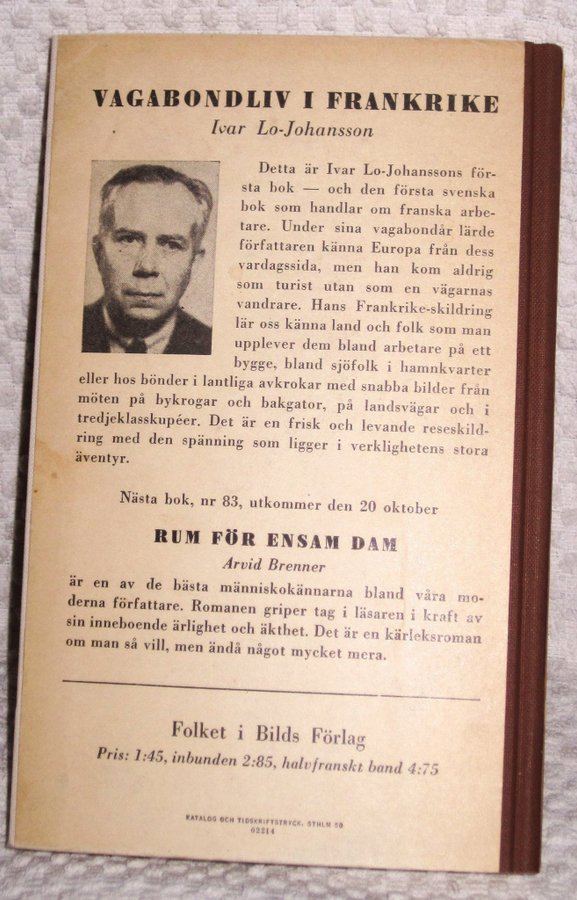 VAGABONDLIV I FRANKRIKE
Ivar Lo-Johansson
Detta är Ivar Lo-Johanssons för-
sta bok — och den första svenska
bok som handlar om franska arbe-
tare. Under sina vagabondår lärde
författaren känna Europa från dess
vardagssida, men han kom aldrig
som turist utan som en vägarnas
vandrare. Hans Frankrike-skildring
lär oss känna land och folk som man
upplever dem bland arbetare på ett
bygge, bland sjöfolk i hamnkvarter
eller hos bönder i lantliga avkrokar med snabba bilder från
möten på bykrogar och bakgator, på landsvägar och i
tredjeklasskupéer. Det är en frisk och levande reseskild-
ring med den spänning som ligger i verklighetens stora
äventyr.
Nästa bok, nr 83, utkommer den 20 oktober
RUM FÖR ENSAM DAM
Arvid Brenner
är en av de bästa människokännarna bland våra mo-
derna författare. Romanen griper tag i läsaren i kraft av
sin inneboende ärlighet och äkthet. Det är en kärleksroman
om man så vill, men ändå något mycket mera.
Folket i Bilds Förlag
Pris: 1:45, inbunden 2:85, halvfranskt band 4:75
KATALOG OCH TIDSKRIFTSTRYCK, STHLM 50
02214